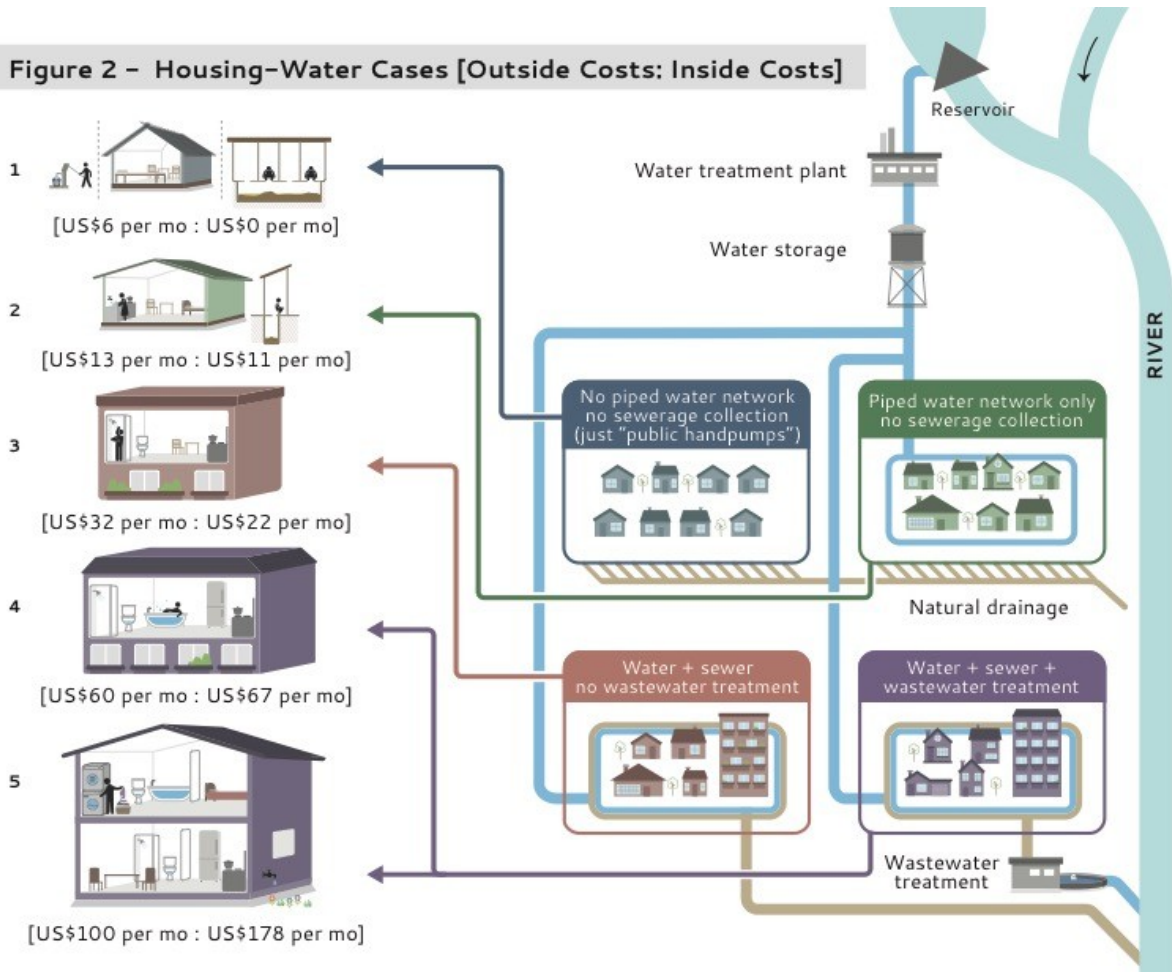 Figure 2 - Housing-Water Cases [Outside Costs: Inside Costs]
1
[US$6 per mo : US$0 per mo]
2
[US$13 per mo : US$11 per mo]
3
[US$32 per mo : US$22 per mo]
4
[US$60 per mo : US$67 per mo]
5
[US$100 per mo : US$178 per mo]
Reservoir
Water treatment plant
Water storage
RIVER
No piped water network
no sewerage collection
(just “public handpumps”)
Piped water network only
no sewerage collection
Natural drainage
Water + sewer
no wastewater treatment
Water + sewer +
wastewater treatment
Wastewater
treatment